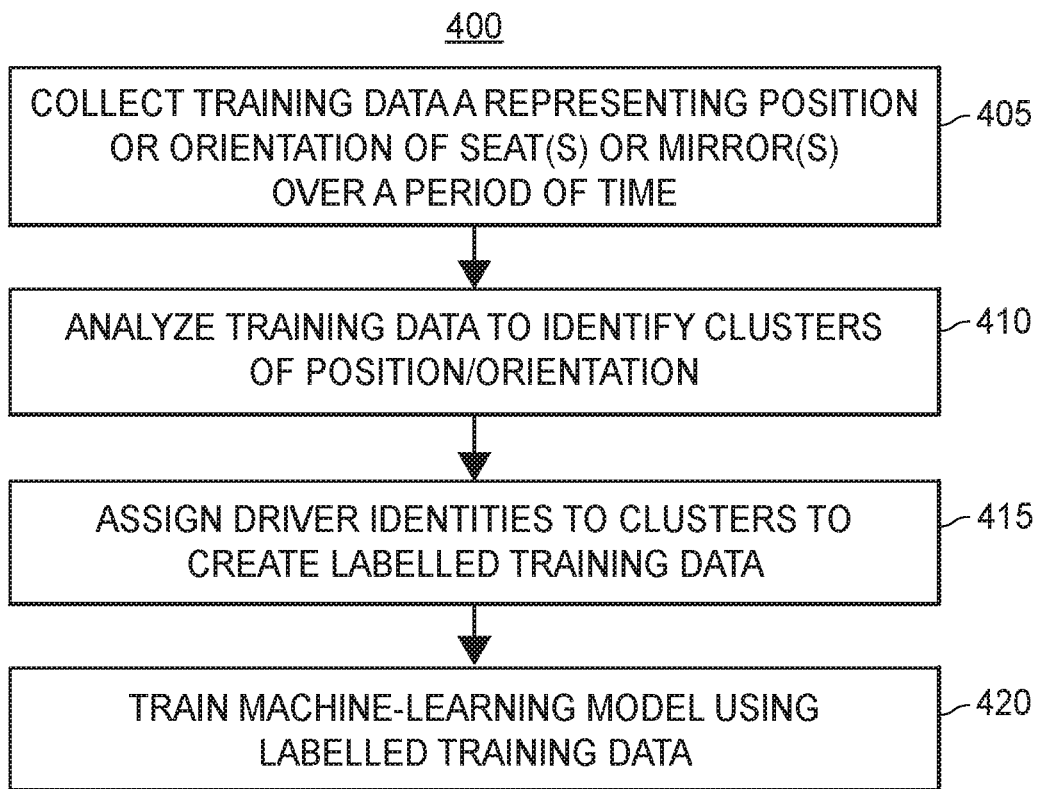 400
COLLECT TRAINING DATA A REPRESENTING POSITION
OR ORIENTATION OF SEAT(S) OR MIRROR(S)
OVER A PERIOD OF TIME
405
ANALYZE TRAINING DATA TO IDENTIFY CLUSTERS
OF POSITION/ORIENTATION
410
ASSIGN DRIVER IDENTITIES TO CLUSTERS TO
CREATE LABELLED TRAINING DATA
415
TRAIN MACHINE-LEARNING MODEL USING
LABELLED TRAINING DATA
420